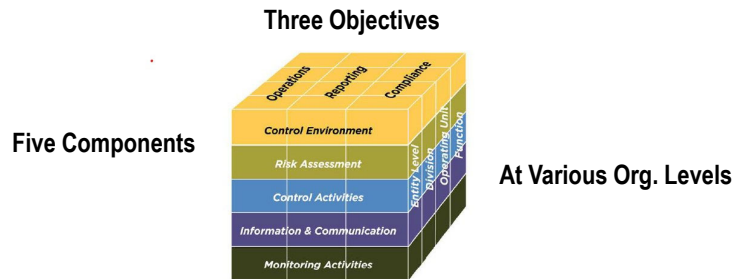 Three Objectives
Operations
Reporting
Compliance
Five Components
Control Environment
Risk Assessment
Control Activities
Information & Communication
Monitoring Activities
Entity Level
Division
Operating Unit
Function
At Various Org. Levels